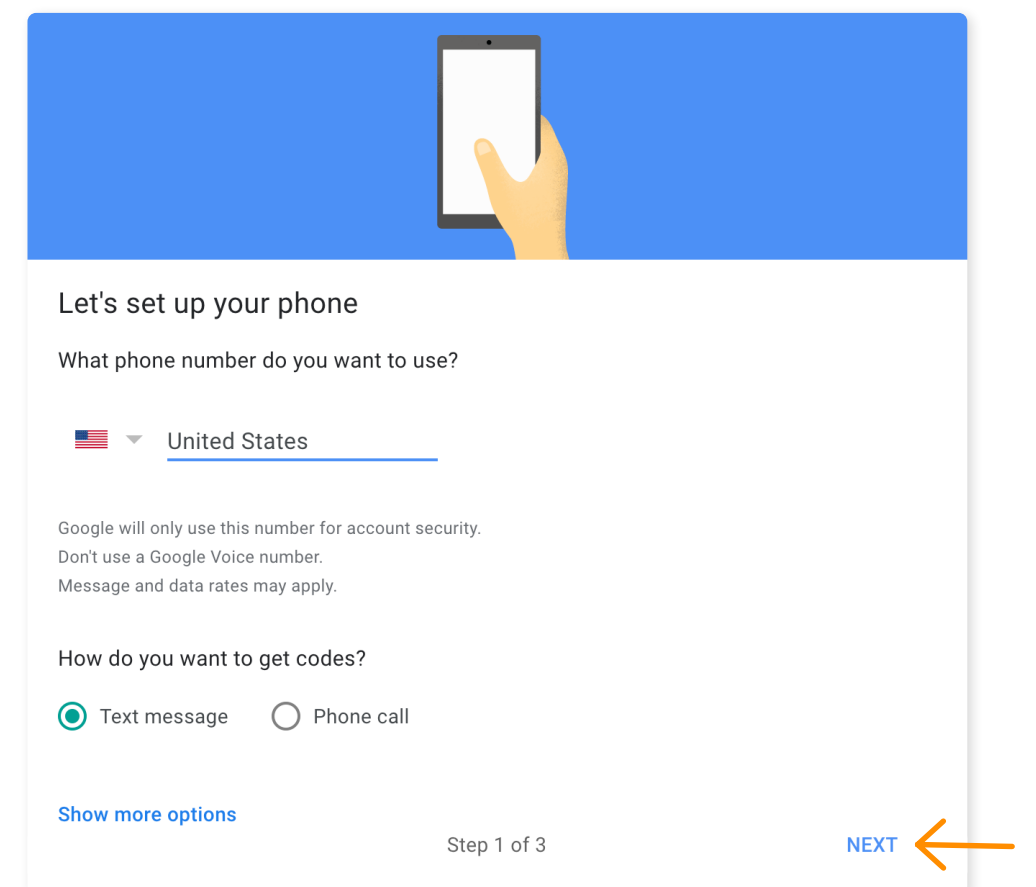 Let's set up your phone
What phone number do you want to use?
United States
Google will only use this number for account security.
Don't use a Google Voice number.
Message and data rates may apply.
How do you want to get codes?
Text message Phone call
Show more options
Step 1 of 3 NEXT